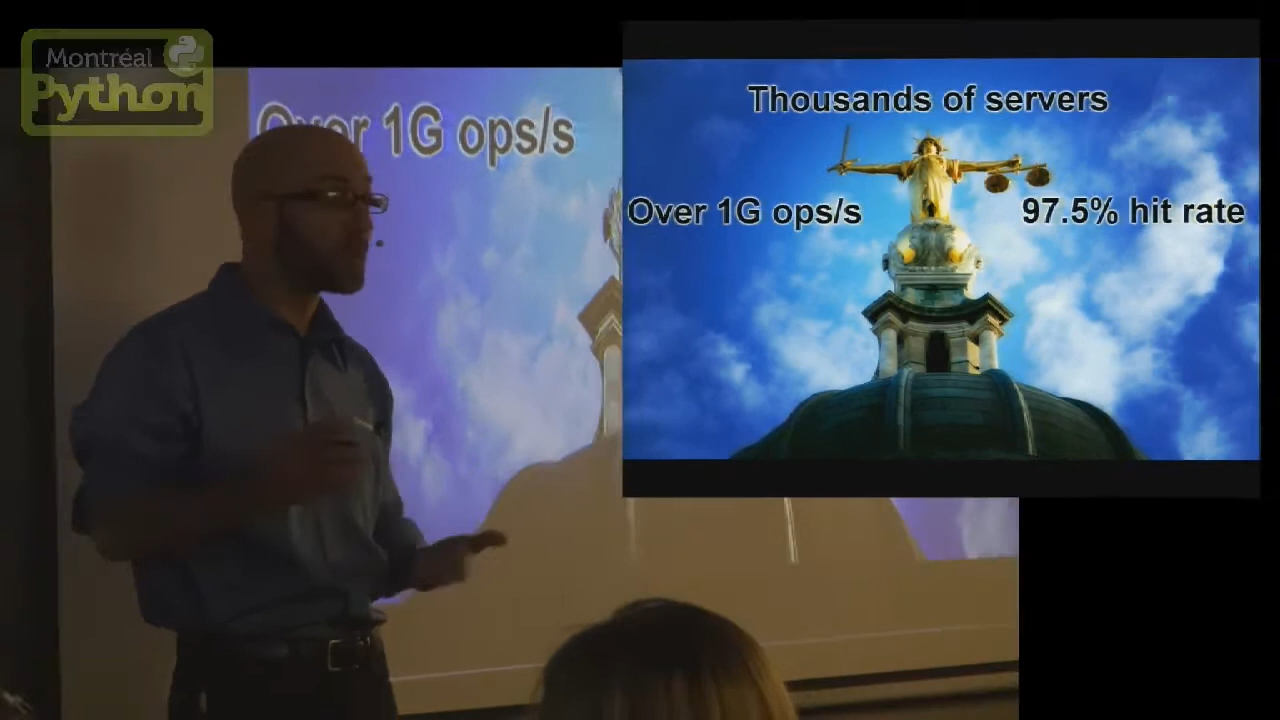 Montréal
Python
Over 1G ops/s
Thousands of servers
Over 1G ops/s
97.5% hit rate